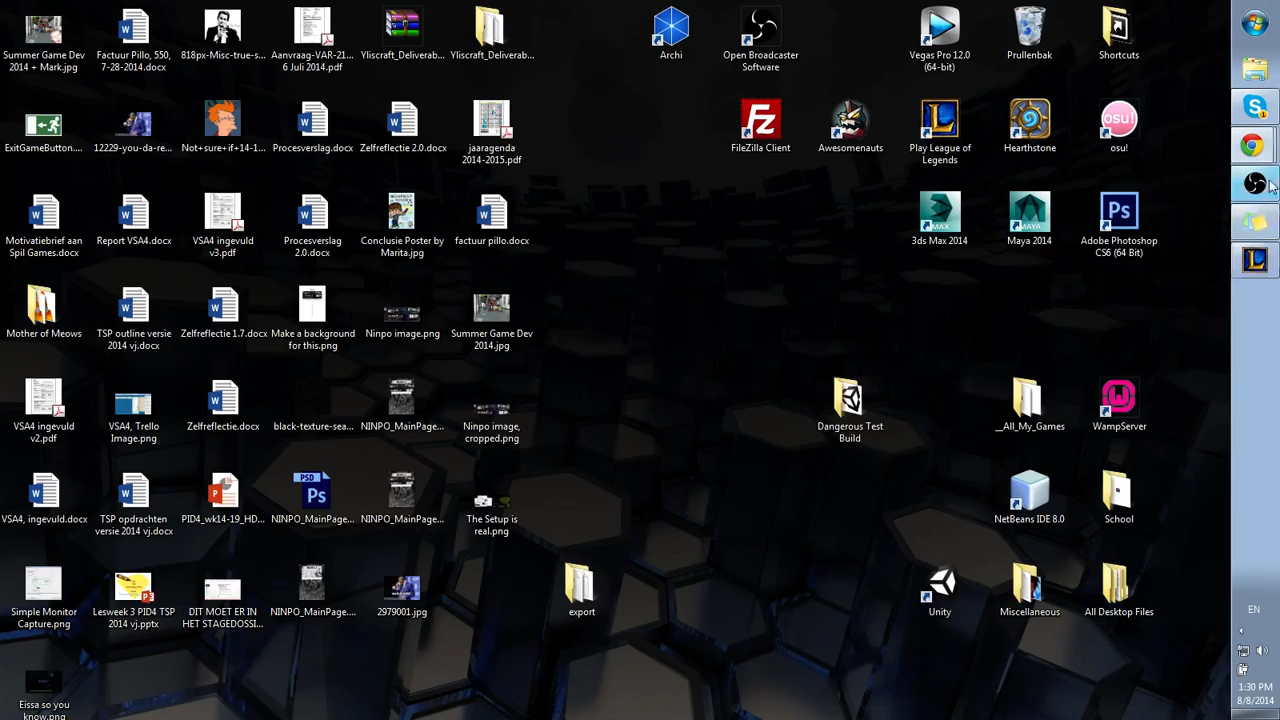 Summer Game Dev
2014 + Mark.jpg
Factuur Pillo, 550,
7-28-2014.docx
818px-Misc-true-s...
Aanvraag-VAR-21...
6 Juli 2014.pdf
Yliscraft_Deliverab...
Yliscraft_Deliverab...
Archi
Open Broadcaster
Software
Vegas Pro 12.0
(64-bit)
Prullenbak
Shortcuts
ExitGameButton....
12229-you-da-re...
Not+sure+if+14-1...
Procesverslag.docx
Zelfreflectie 2.0.docx
jaaragenda
2014-2015.pdf
FileZilla Client
Awesomenauts
Play League of
Legends
Hearthstone
osu!
Motivatiebrief aan
Spil Games.docx
Report VSA4.docx
VSA4 ingevuld
v3.pdf
Procesverslag
2.0.docx
Conclusie Poster by
Marita.jpg
factuur pillo.docx
3ds Max 2014
Maya 2014
Adobe Photoshop
CS6 (64 Bit)
Mother of Meows
TSP outline versie
2014 vj.docx
Zelfreflectie 1.7.docx
Make a background
for this.png
Ninpo image.png
Summer Game Dev
2014.jpg
VSA4 ingevuld
v2.pdf
VSA4, Trello
Image.png
Zelfreflectie.docx
black-texture-sea...
NINPO_MainPage...
Ninpo image,
cropped.png
Dangerous Test
Build
__All_My_Games
WampServer
VSA4, ingevuld.docx
TSP opdrachten
versie 2014 vj.docx
PID4_wk14-19_HD...
PSD
Ps
NINPO_MainPage...
NINPO_MainPage...
The Setup is
real.png
NetBeans IDE 8.0
School
Simple Monitor
Capture.png
Lesweek 3 PID4 TSP
2014 vj.pptx
DIT MOET ER IN
HET STAGEDOSSI...
NINPO_MainPage....
2979001.jpg
export
Unity
Miscellaneous
All Desktop Files
Eissa so you
know.png
EN
1:30 PM
8/8/2014